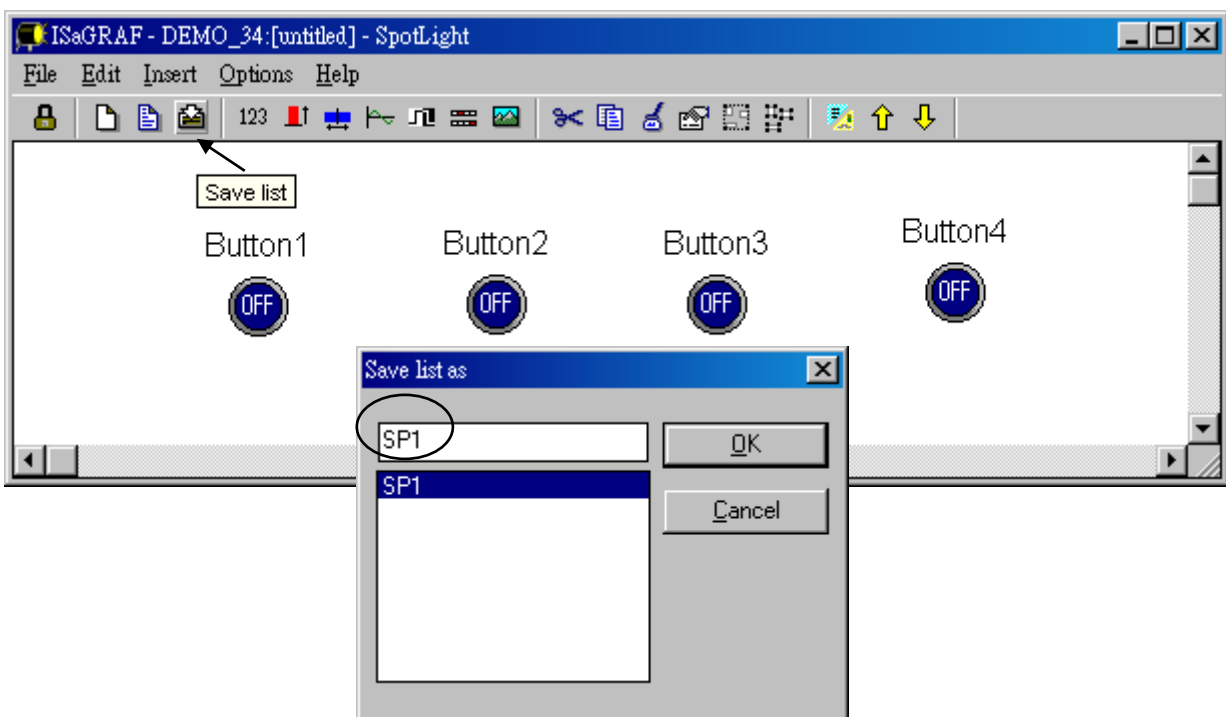 ISaGRAF - DEMO_34:[untitled] - SpotLight
File Edit Insert Options Help
123
Save list
Button1 Button2 Button3 Button4
OFF OFF OFF OFF
Save list as
SP1
OK
SP1
Cancel